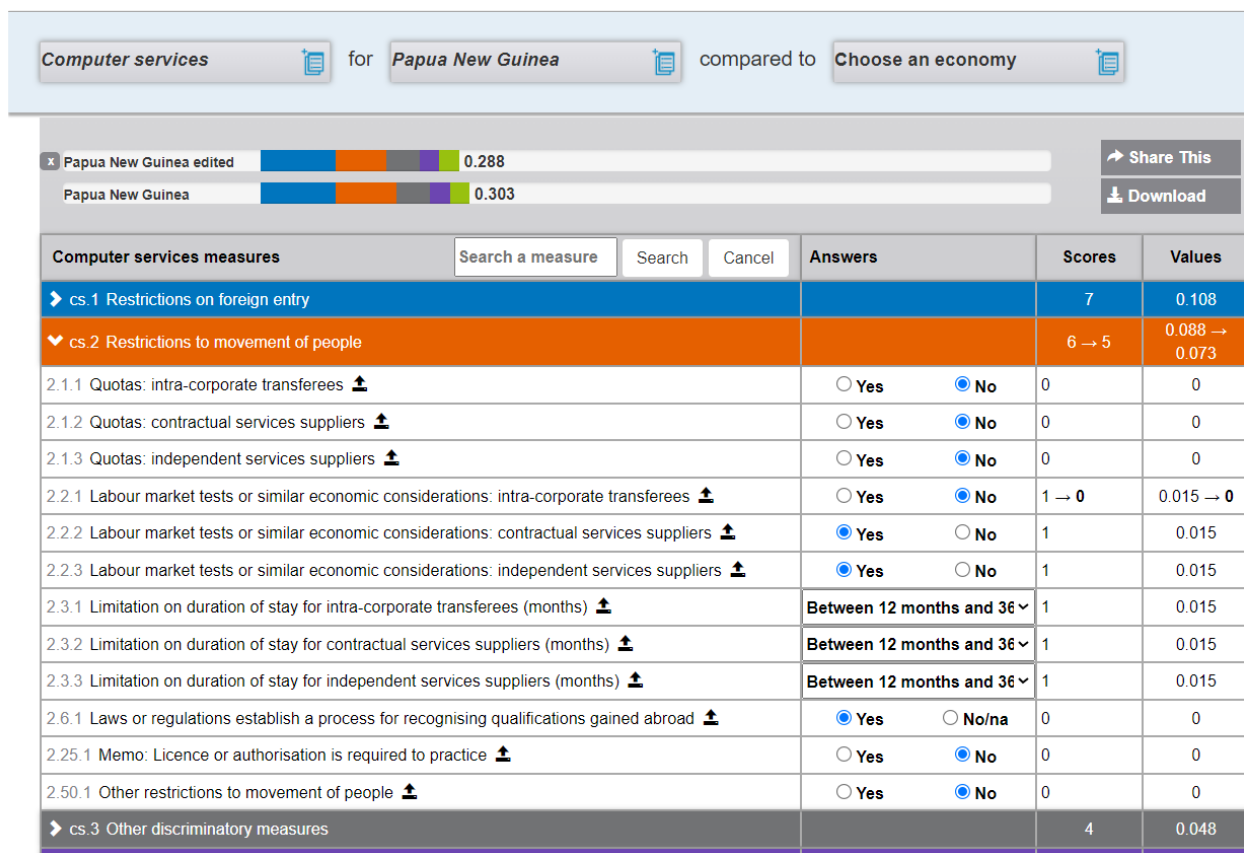 Computer services for Papua New Guinea compared to Choose an economy
x Papua New Guinea edited 0.288 Share This
Papua New Guinea 0.303 Download
Computer services measures Search a measure Search Cancel Answers Scores Values
cs.1 Restrictions on foreign entry 7 0.108
cs.2 Restrictions to movement of people 6 → 5 0.088 →
0.073
2.1.1 Quotas: intra-corporate transferees Yes No 0 0
2.1.2 Quotas: contractual services suppliers Yes No 0 0
2.1.3 Quotas: independent services suppliers Yes No 0 0
2.2.1 Labour market tests or similar economic considerations: intra-corporate transferees Yes No 1 → 0 0.015 → 0
2.2.2 Labour market tests or similar economic considerations: contractual services suppliers Yes No 1 0.015
2.2.3 Labour market tests or similar economic considerations: independent services suppliers Yes No 1 0.015
2.3.1 Limitation on duration of stay for intra-corporate transferees (months) Between 12 months and 36 1 0.015
2.3.2 Limitation on duration of stay for contractual services suppliers (months) Between 12 months and 36 1 0.015
2.3.3 Limitation on duration of stay for independent services suppliers (months) Between 12 months and 36 1 0.015
2.6.1 Laws or regulations establish a process for recognising qualifications gained abroad Yes No/na 0 0
2.25.1 Memo: Licence or authorisation is required to practice Yes No 0 0
2.50.1 Other restrictions to movement of people Yes No 0 0
cs.3 Other discriminatory measures 4 0.048